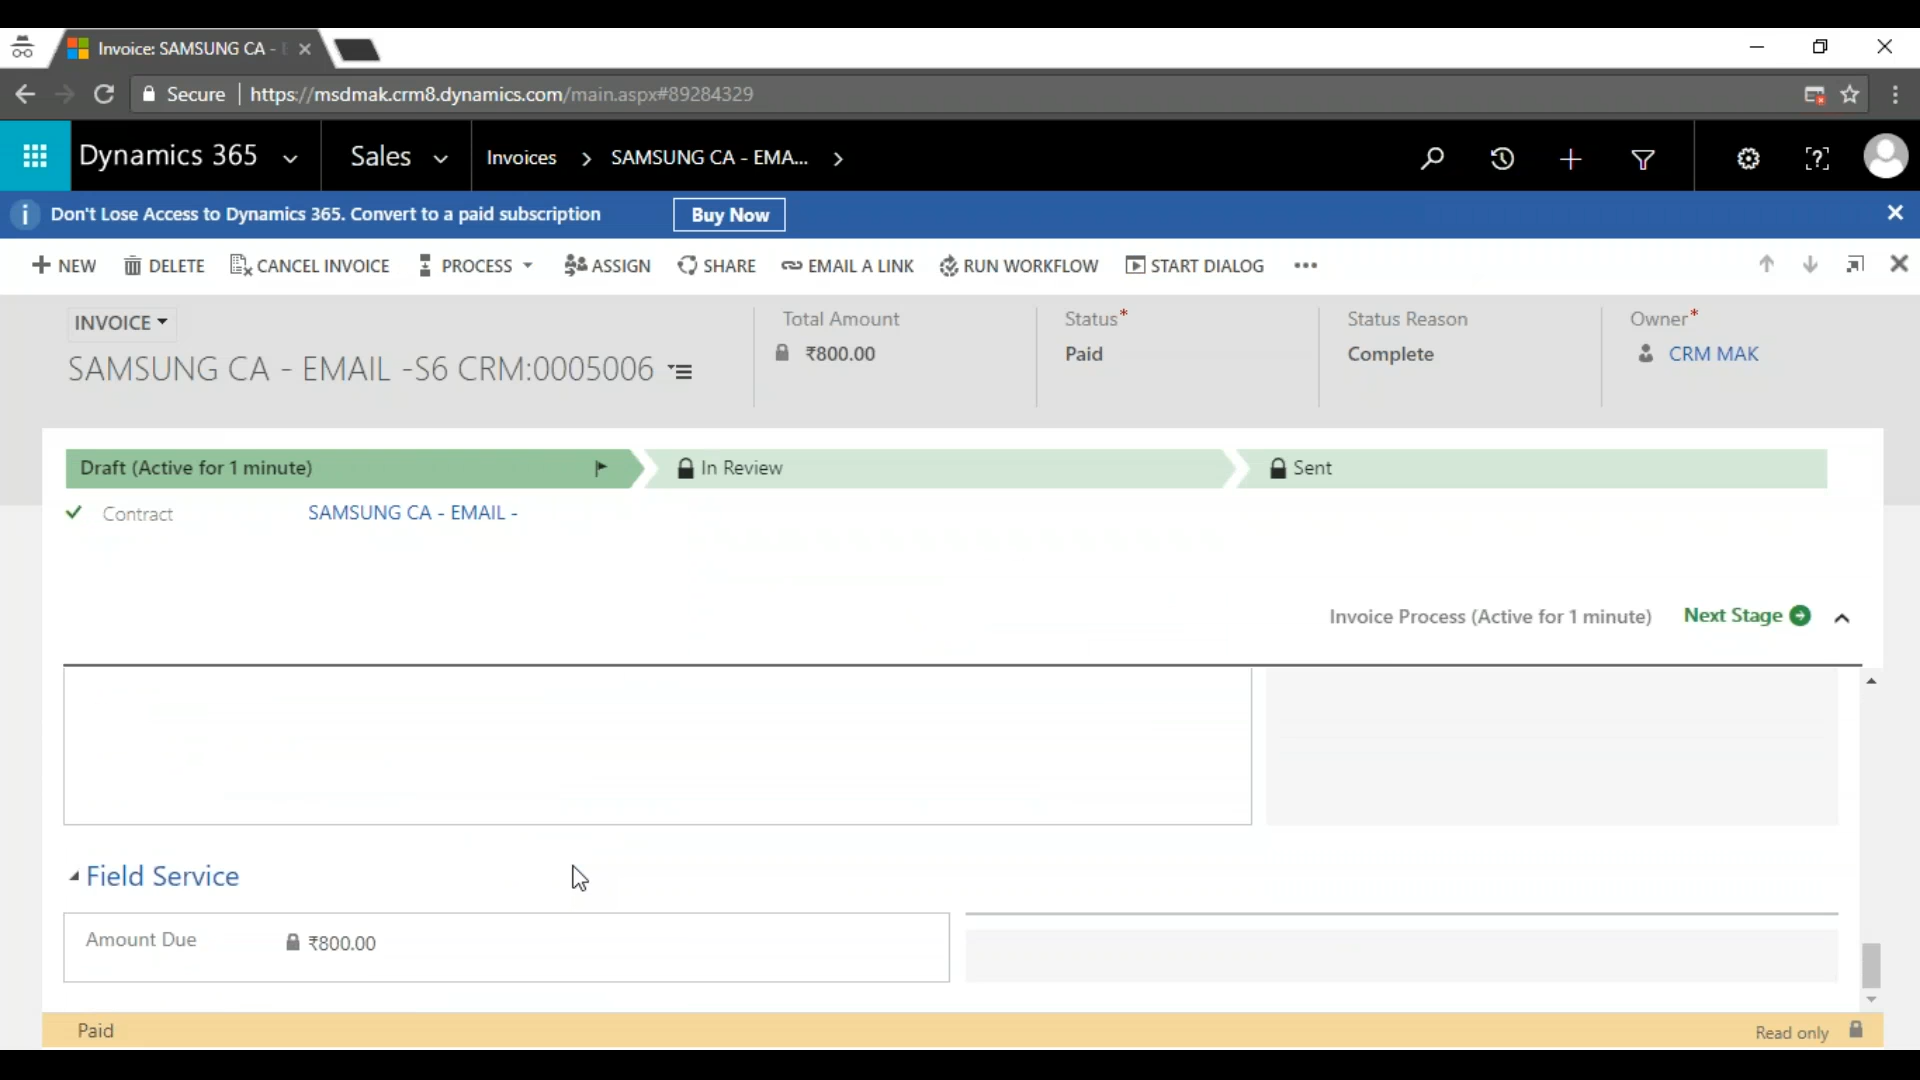 Invoice: SAMSUNG CA -
Secure | https://msdmak.crm8.dynamics.com/main.aspx#89284329
Dynamics 365 Sales Invoices > SAMSUNG CA - EMA... >
Don't Lose Access to Dynamics 365. Convert to a paid subscription Buy Now
NEW DELETE CANCEL INVOICE PROCESS ASSIGN SHARE EMAIL A LINK RUN WORKFLOW START DIALOG ...
INVOICE
SAMSUNG CA - EMAIL -S6 CRM:0005006
Total Amount
₹800.00
Status*
Paid
Status Reason
Complete
Owner*
CRM MAK
Draft (Active for 1 minute) In Review Sent
Contract SAMSUNG CA - EMAIL -
Invoice Process (Active for 1 minute) Next Stage
Field Service
Amount Due ₹800.00
Paid Read only